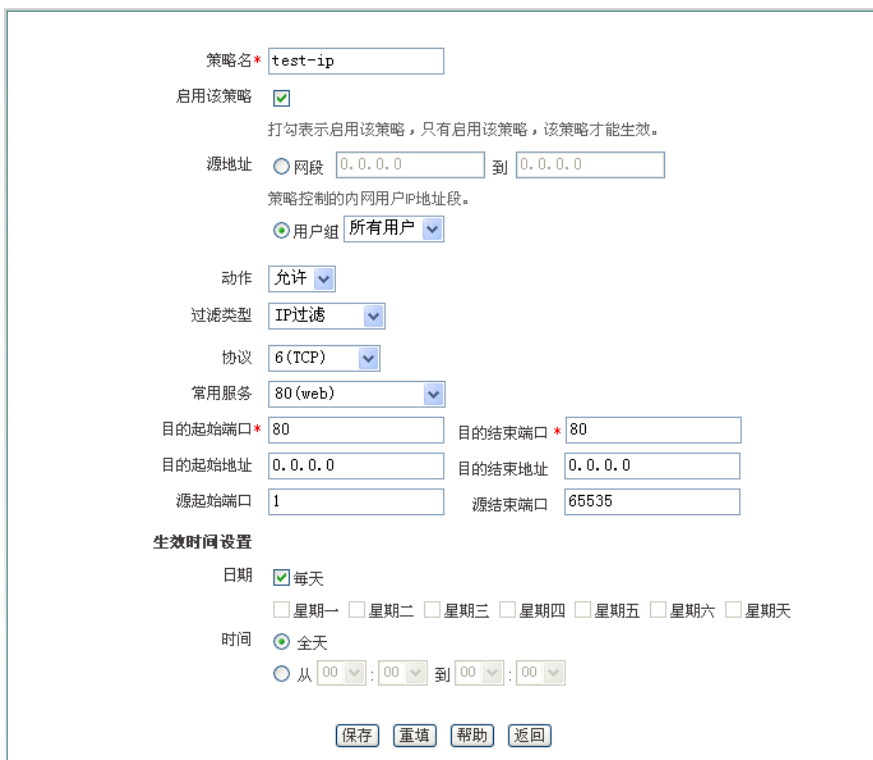 策略名* test-ip
启用该策略
打勾表示启用该策略，只有启用该策略，该策略才能生效。
源地址 网段 0.0.0.0 到 0.0.0.0
策略控制的内网用户IP地址段。
用户组 所有用户
动作 允许
过滤类型 IP过滤
协议 6(TCP)
常用服务 80(web)
目的起始端口* 80 目的结束端口* 80
目的起始地址 0.0.0.0 目的结束地址 0.0.0.0
源起始端口 1 源结束端口 65535
生效时间设置
日期 每天
星期一 星期二 星期三 星期四 星期五 星期六 星期天
时间 全天
从 00 : 00 到 00 : 00
保存 重填 帮助 返回